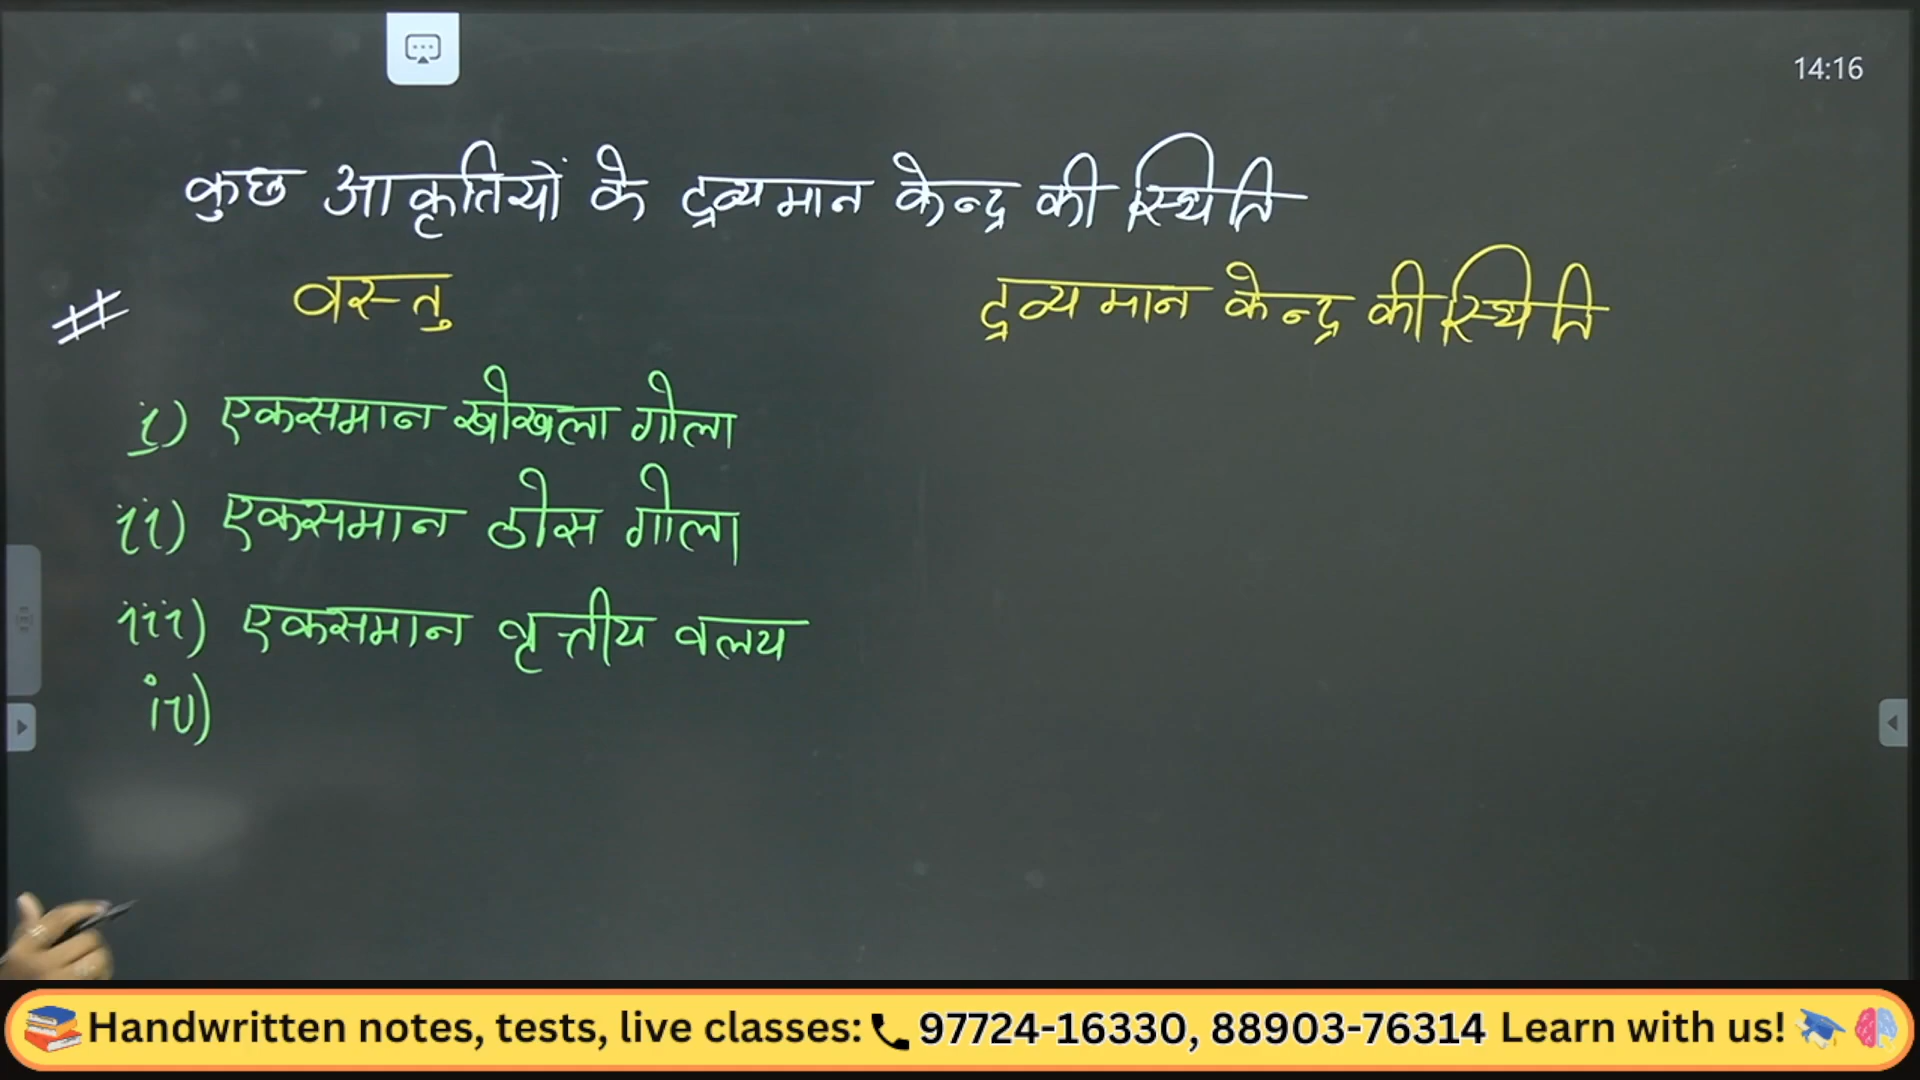 14:16
कुछ आकृतियों के द्रव्यमान केन्द्र की स्थिति
# वस्तु द्रव्यमान केन्द्र की स्थिति
i) एकसमान खोखला गोला
ii) एकसमान ठोस गोला
iii) एकसमान वृत्तीय वलय
iv)
Handwritten notes, tests, live classes: 97724-16330, 88903-76314 Learn with us!